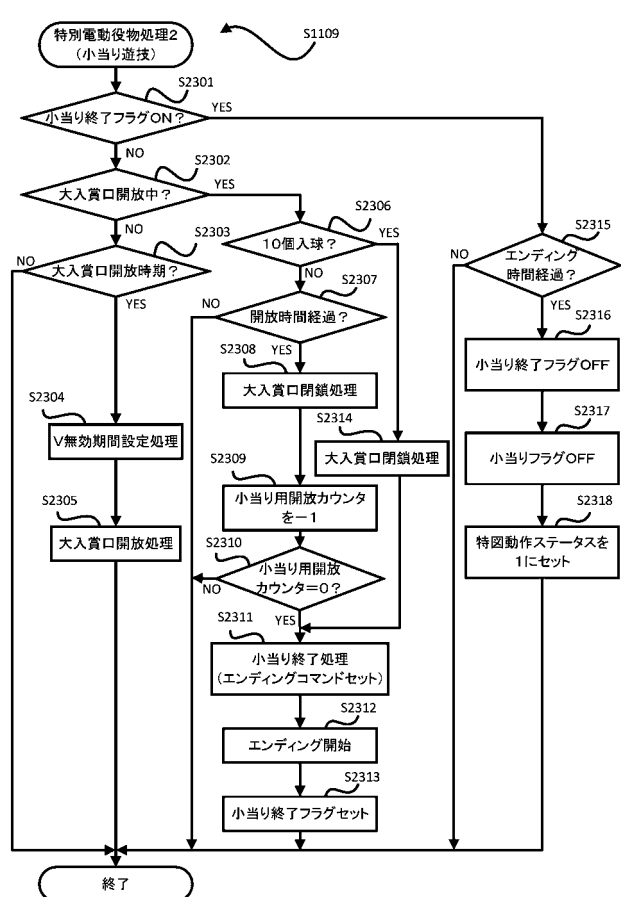 特別電動役物処理2
(小当り遊技)
S1109
S2301
小当り終了フラグON?
YES
NO
S2302
大入賞口開放中?
YES
NO
S2303
NO
大入賞口開放時期?
YES
S2304
V無効期間設定処理
S2305
大入賞口開放処理
S2306
10個入球?
YES
NO
S2307
NO
開放時間経過?
YES
S2308
大入賞口閉鎖処理
S2314
大入賞口閉鎖処理
S2309
小当り用開放カウンタ
を-1
S2310
小当り用開放
カウンタ=0?
NO
YES
S2311
小当り終了処理
(エンディングコマンドセット)
S2312
エンディング開始
S2313
小当り終了フラグセット
S2315
NO
エンディング
時間経過?
YES
S2316
小当り終了フラグOFF
S2317
小当りフラグOFF
S2318
特図動作ステータスを
1にセット
終了